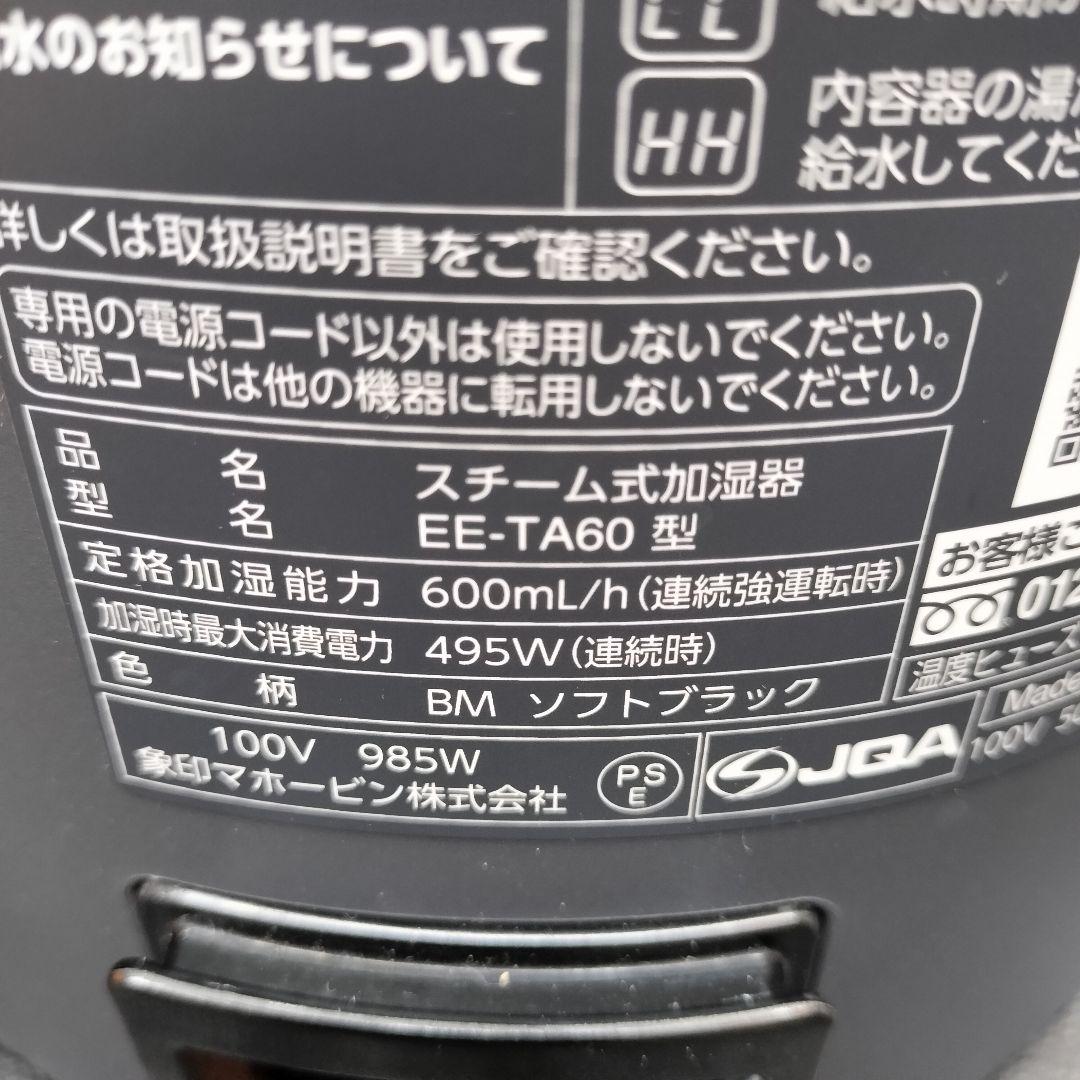 水のお知らせについて
LL
HH
内容器の湯
給水してくだ
詳しくは取扱説明書をご確認ください。
専用の電源コード以外は使用しないでください。
電源コードは他の機器に転用しないでください。
品名 スチーム式加湿器
型名 EE-TA60 型
定格加湿能力 600mL/h(連続強運転時)
加湿時最大消費電力 495W(連続時)
色柄 BM ソフトブラック
100V 985W
象印マホービン株式会社
PS
E
JQA
お客様ご
012
温度ヒューズ
Made
100V